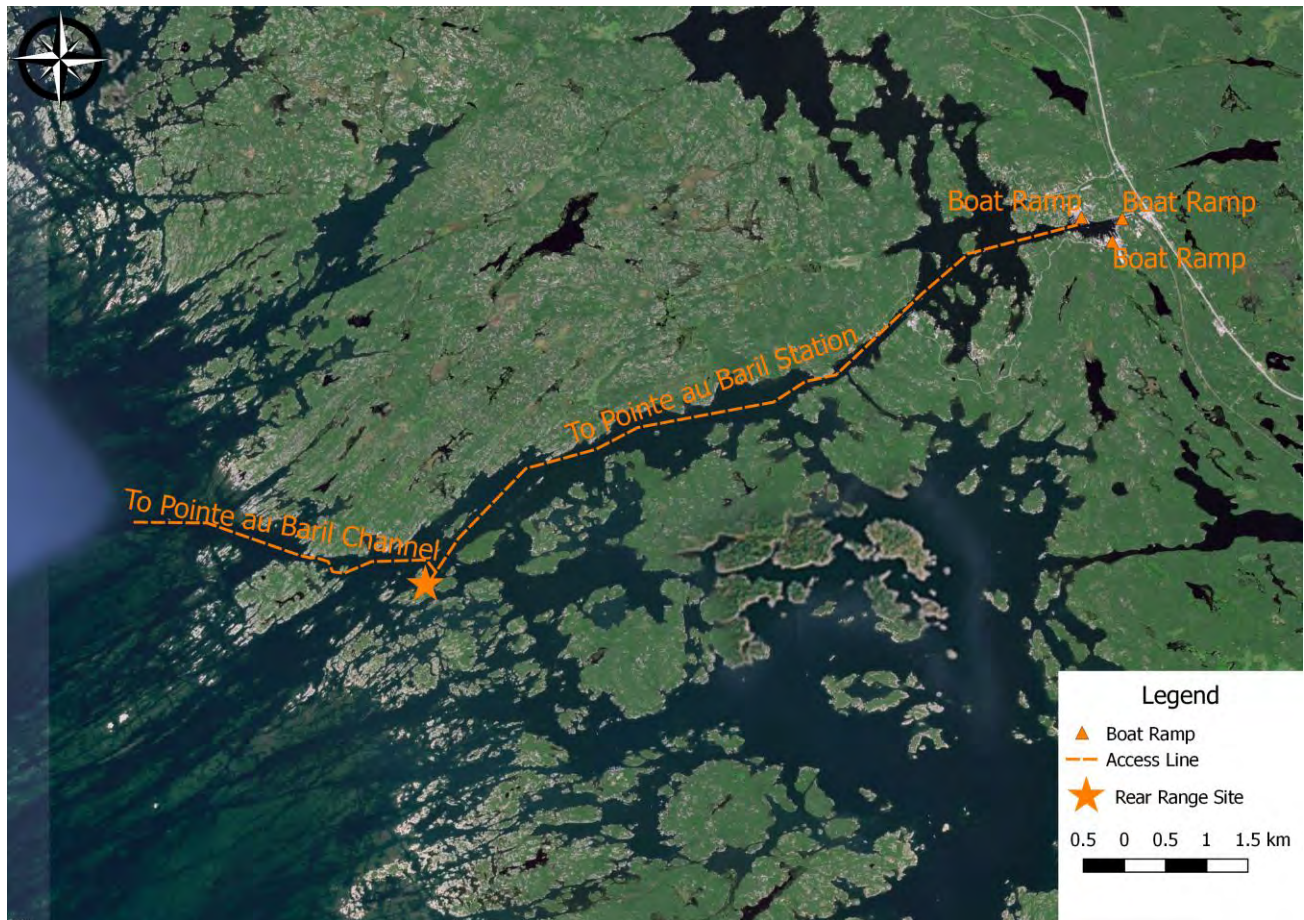 Boat Ramp
Boat Ramp
Boat Ramp
To Pointe au Baril Station
To Pointe au Baril Channel
Legend
Boat Ramp
Access Line
Rear Range Site
0.5 0 0.5 1 1.5 km